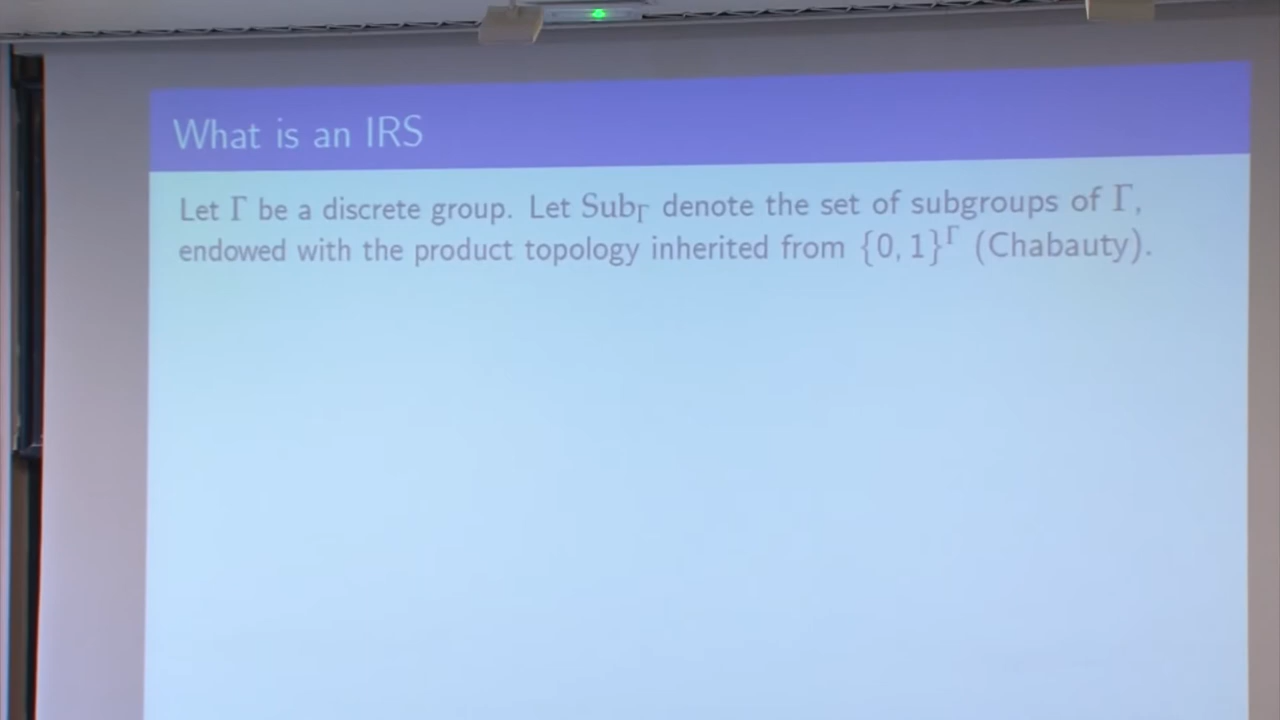 What is an IRS
Let Γ be a discrete group. Let Sub_Γ denote the set of subgroups of Γ,
endowed with the product topology inherited from {0, 1}^Γ (Chabauty).